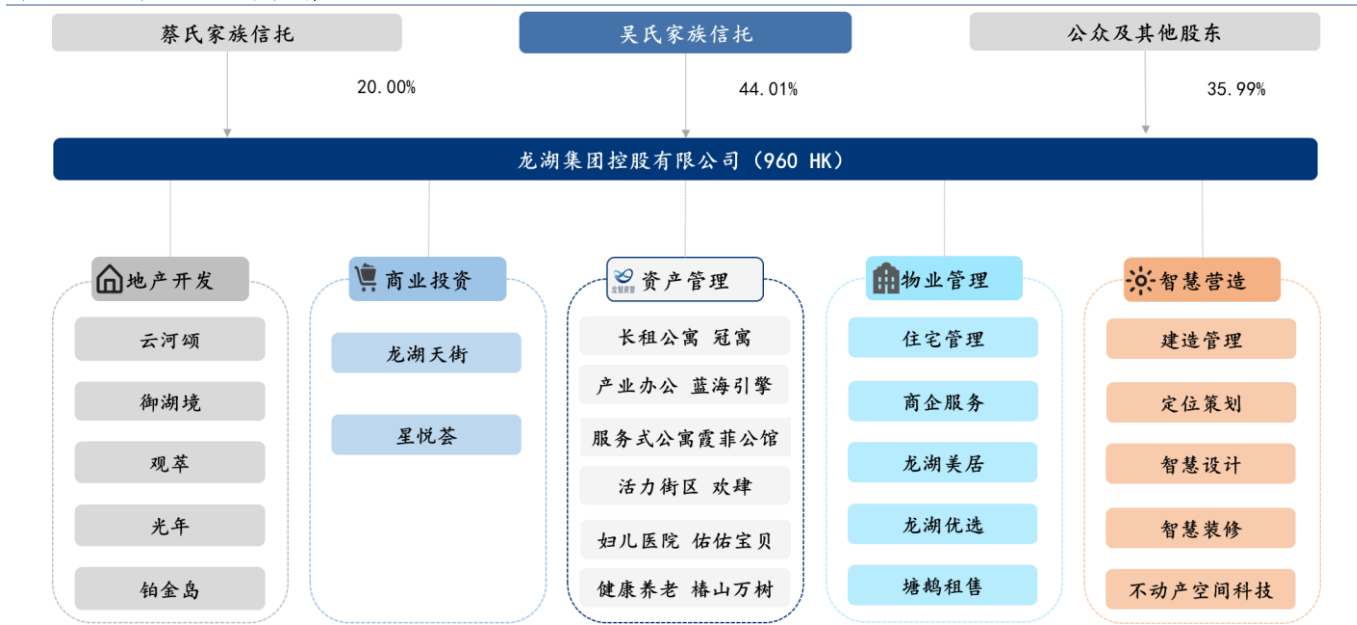 蔡氏家族信托
吴氏家族信托
公众及其他股东
20.00%
44.01%
35.99%
龙湖集团控股有限公司（960 HK）
地产开发
云河颂
御湖境
观萃
光年
铂金岛
商业投资
龙湖天街
星悦荟
资产管理
长租公寓 冠寓
产业办公 蓝海引擎
服务式公寓霞菲公馆
活力街区 欢肆
妇儿医院 佑佑宝贝
健康养老 椿山万树
物业管理
住宅管理
商企服务
龙湖美居
龙湖优选
塘鹅租售
智慧营造
建造管理
定位策划
智慧设计
智慧装修
不动产空间科技